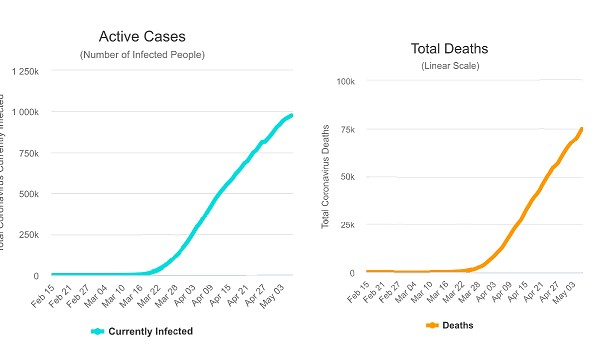 Active Cases
(Number of Infected People)
Total Coronavirus Currently Infected
1 250k
1 000k
750k
500k
250k
0
Feb 15
Feb 21
Feb 27
Mar 04
Mar 10
Mar 16
Mar 22
Mar 28
Apr 03
Apr 09
Apr 15
Apr 21
Apr 27
May 03
Currently Infected
Total Deaths
(Linear Scale)
Total Coronavirus Deaths
100k
75k
50k
25k
0
Feb 15
Feb 21
Feb 27
Mar 04
Mar 10
Mar 16
Mar 22
Mar 28
Apr 03
Apr 09
Apr 15
Apr 21
Apr 27
May 03
Deaths